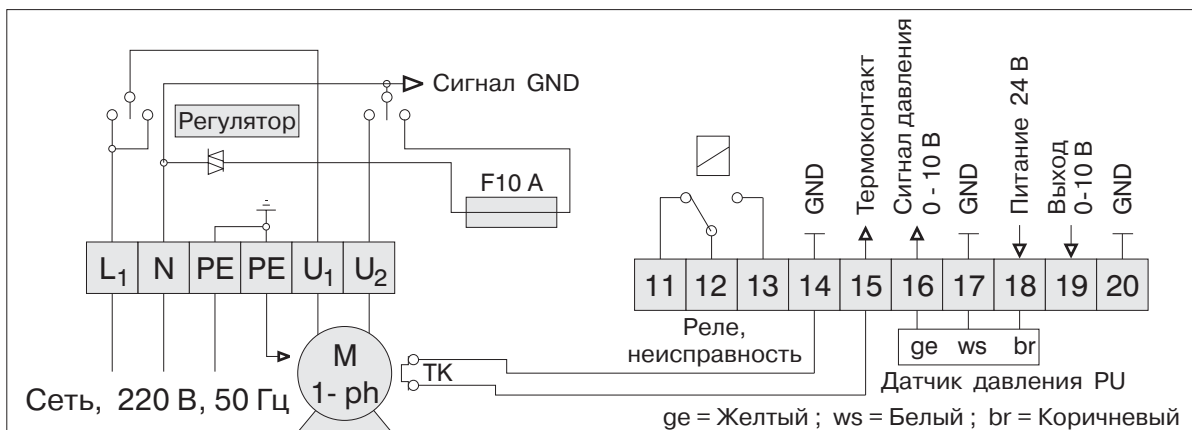 Сигнал GND
Регулятор
F10 A
L1 N PE PE U1 U2
M
1- ph
TK
Сеть, 220 В, 50 Гц
GND
Термоконтакт
Сигнал давления
0 - 10 В
GND
Питание 24 В
Выход
0-10 В
GND
11 12 13 14 15 16 17 18 19 20
Реле,
неисправность
ge ws br
Датчик давления PU
ge = Желтый ; ws = Белый ; br = Коричневый